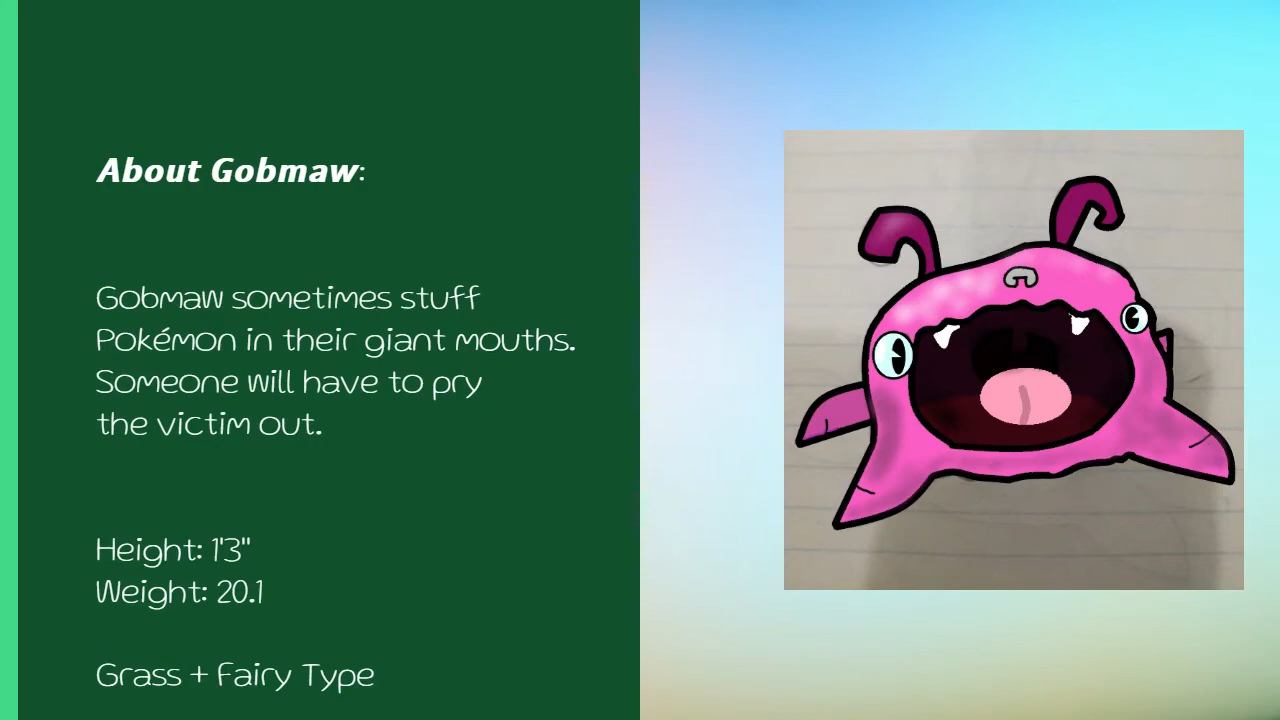 About Gobmaw:
Gobmaw sometimes stuff
Pokémon in their giant mouths.
Someone will have to pry
the victim out.
Height: 1'3"
Weight: 20.1
Grass + Fairy Type